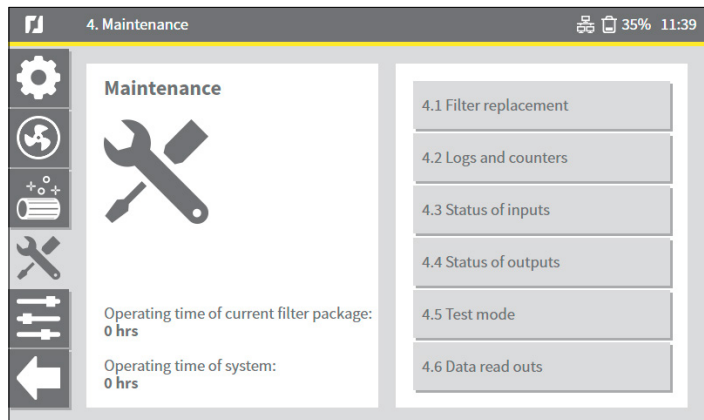 4. Maintenance
35% 11:39
Maintenance
Operating time of current filter package:
0 hrs
Operating time of system:
0 hrs
4.1 Filter replacement
4.2 Logs and counters
4.3 Status of inputs
4.4 Status of outputs
4.5 Test mode
4.6 Data read outs